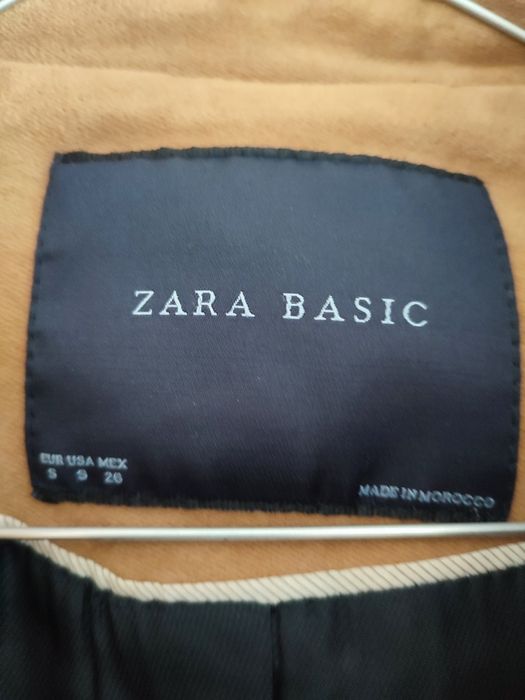 ZARA BASIC
EUR USA MEX
S S 26
MADE IN MOROCCO